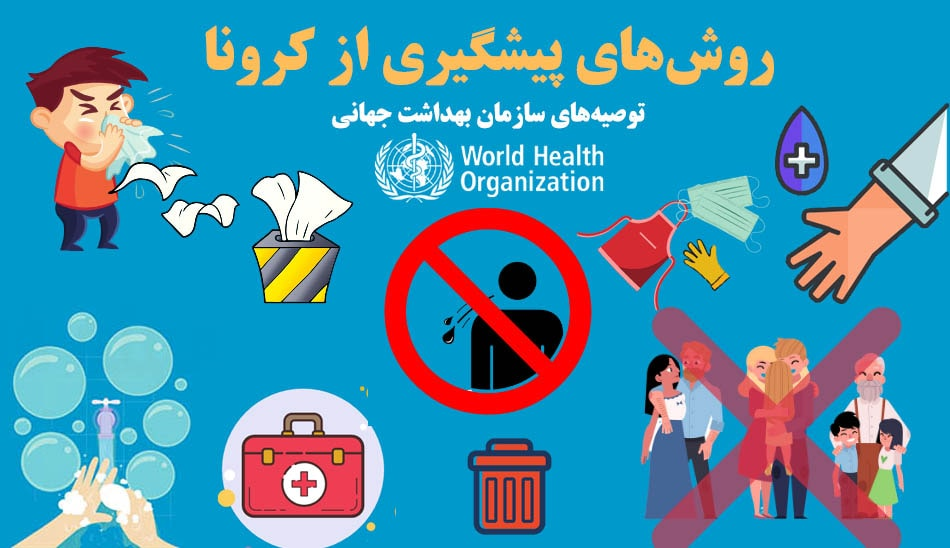 روش‌های پیشگیری از کرونا
توصیه‌های سازمان بهداشت جهانی
World Health
Organization